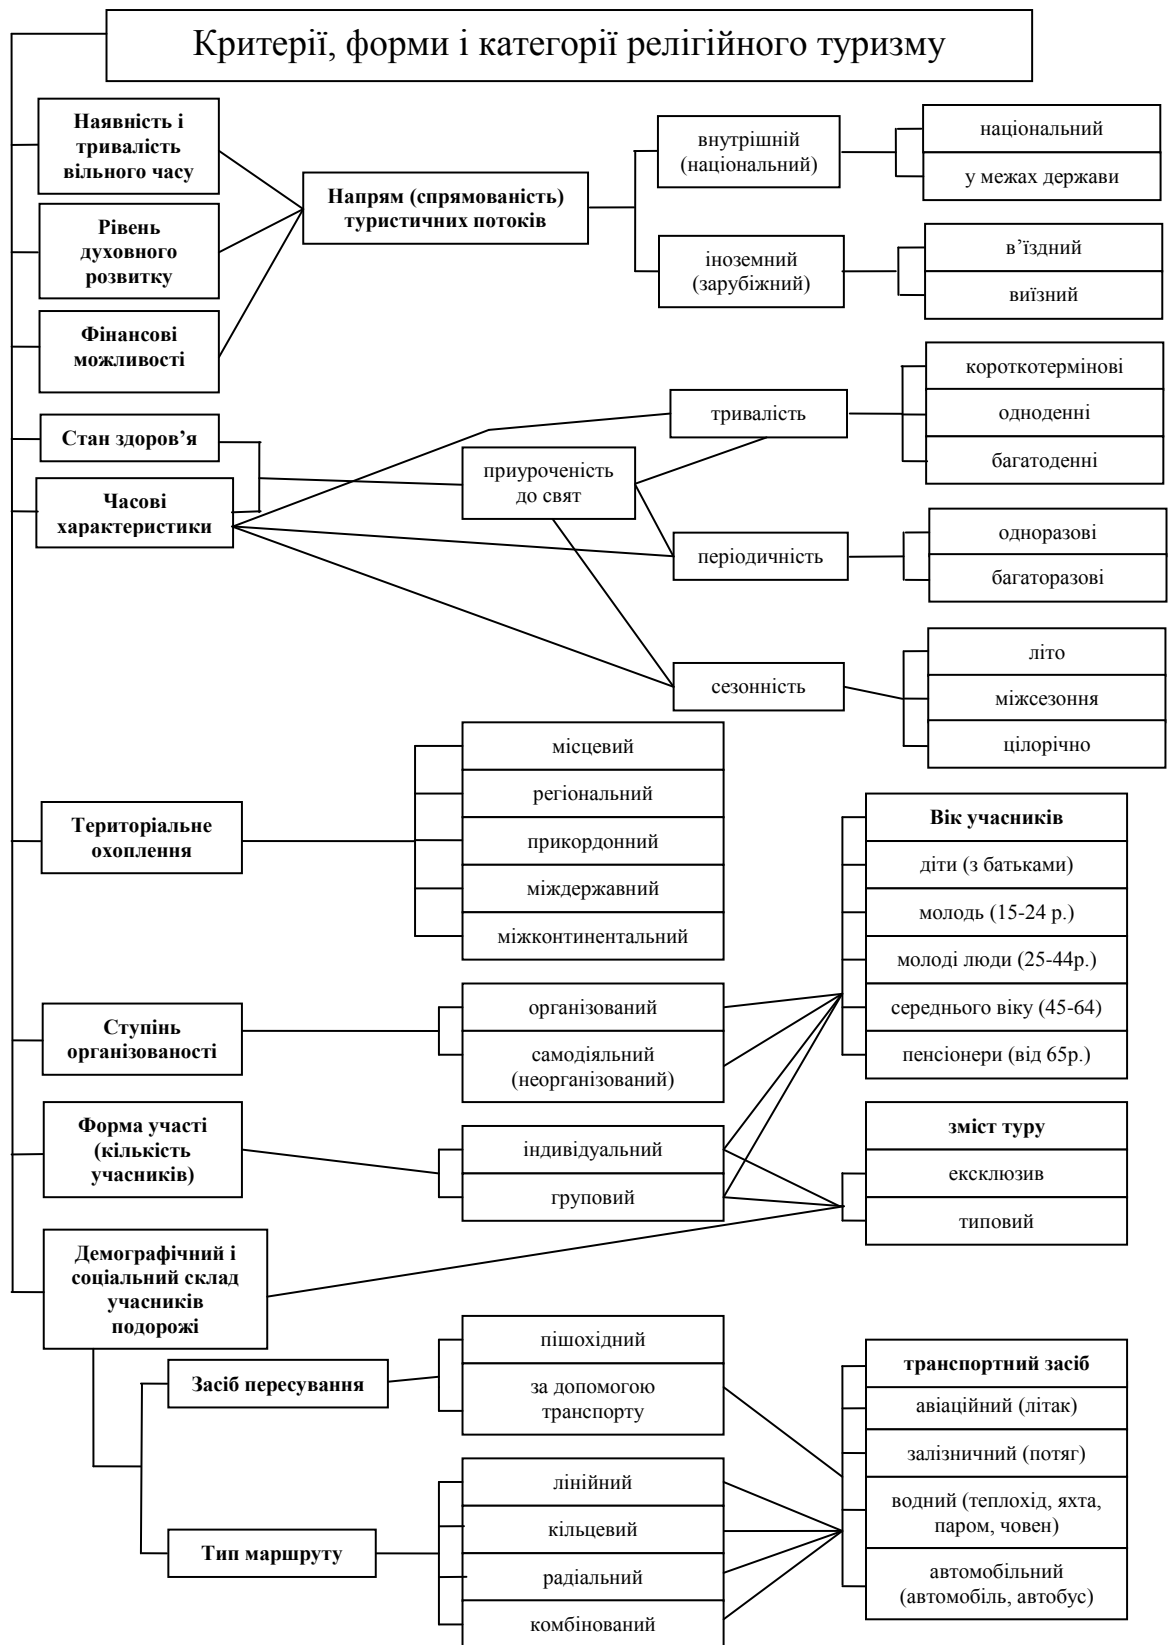 Критерії, форми і категорії релігійного туризму
Наявність і
тривалість
вільного часу
Рівень
духовного
розвитку
Фінансові
можливості
Напрям (спрямованість)
туристичних потоків
внутрішній
(національний)
національний
у межах держави
іноземний
(зарубіжний)
в’їздний
виїзний
Стан здоров’я
Часові
характеристики
приуроченість
до свят
тривалість
короткотермінові
одноденні
багатоденні
періодичність
одноразові
багаторазові
сезонність
літо
міжсезоння
цілорічно
Територіальне
охоплення
місцевий
регіональний
прикордонний
міждержавний
міжконтинентальний
Ступінь
організованості
організований
самодіяльний
(неорганізований)
Форма участі
(кількість
учасників)
індивідуальний
груповий
Вік учасників
діти (з батьками)
молодь (15-24 р.)
молоді люди (25-44р.)
середнього віку (45-64)
пенсіонери (від 65р.)
зміст туру
ексклюзив
типовий
Демографічний і
соціальний склад
учасників
подорожі
Засіб пересування
пішохідний
за допомогою
транспорту
Тип маршруту
лінійний
кільцевий
радіальний
комбінований
транспортний засіб
авіаційний (літак)
залізничний (потяг)
водний (теплохід, яхта,
паром, човен)
автомобільний
(автомобіль, автобус)